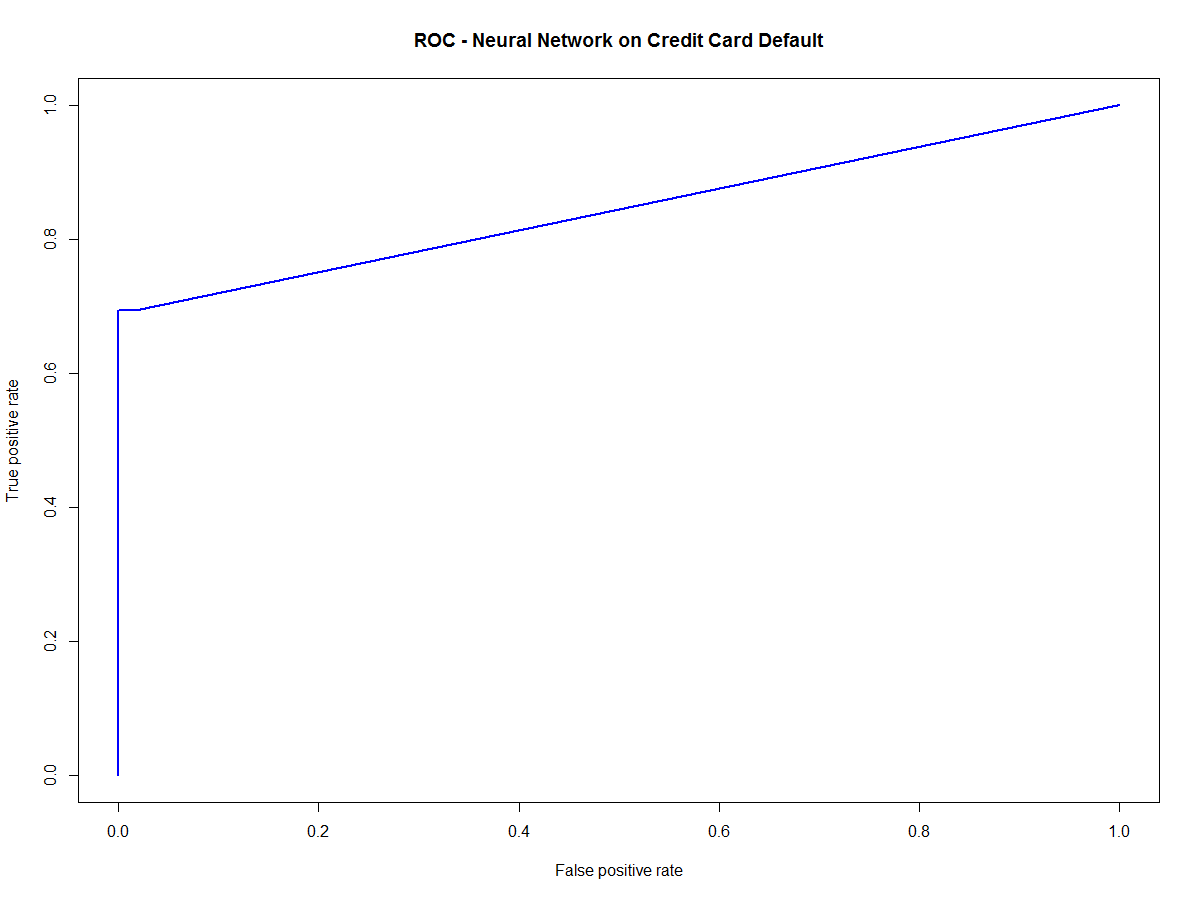 ROC - Neural Network on Credit Card Default
1.0
0.8
0.6
0.4
0.2
0.0
True positive rate
0.0 0.2 0.4 0.6 0.8 1.0
False positive rate